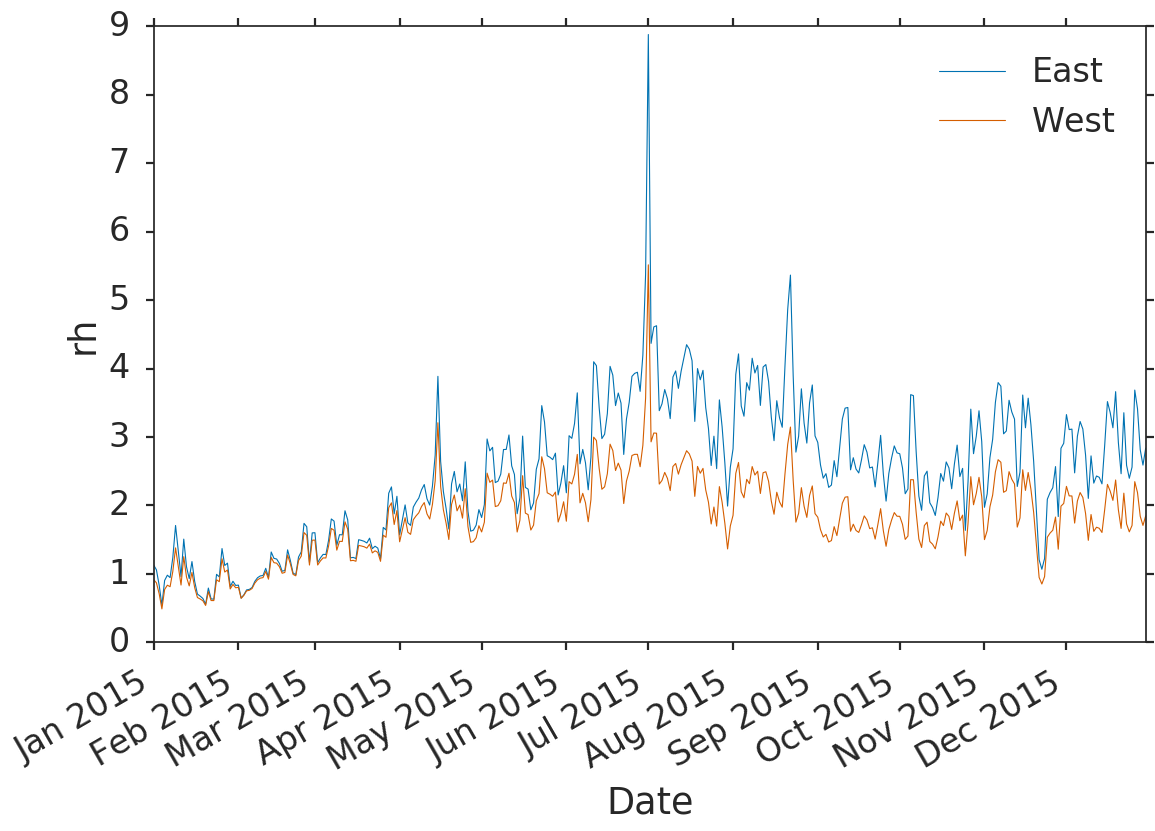 9
8
7
6
5
4
3
2
1
0
rh
East
West
Jan 2015
Feb 2015
Mar 2015
Apr 2015
May 2015
Jun 2015
Jul 2015
Aug 2015
Sep 2015
Oct 2015
Nov 2015
Dec 2015
Date